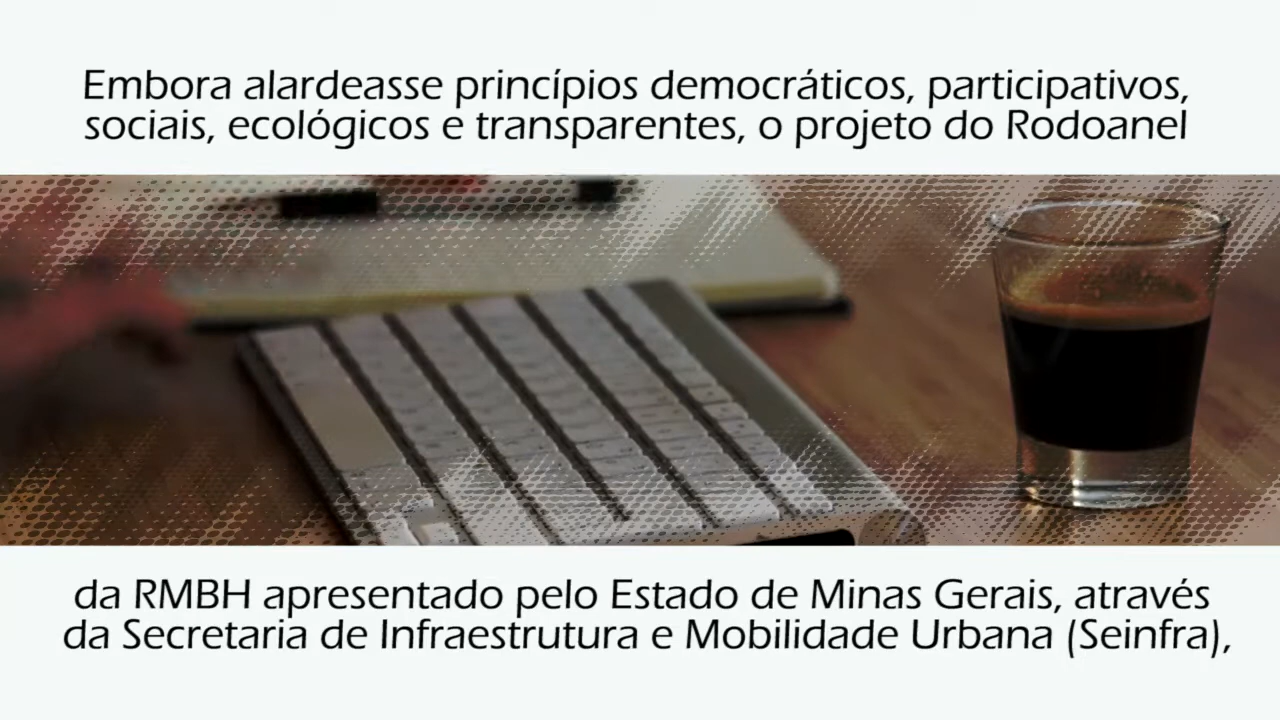 Embora alardeasse princípios democráticos, participativos,
sociais, ecológicos e transparentes, o projeto do Rodoanel
da RMBH apresentado pelo Estado de Minas Gerais, através
da Secretaria de Infraestrutura e Mobilidade Urbana (Seinfra),